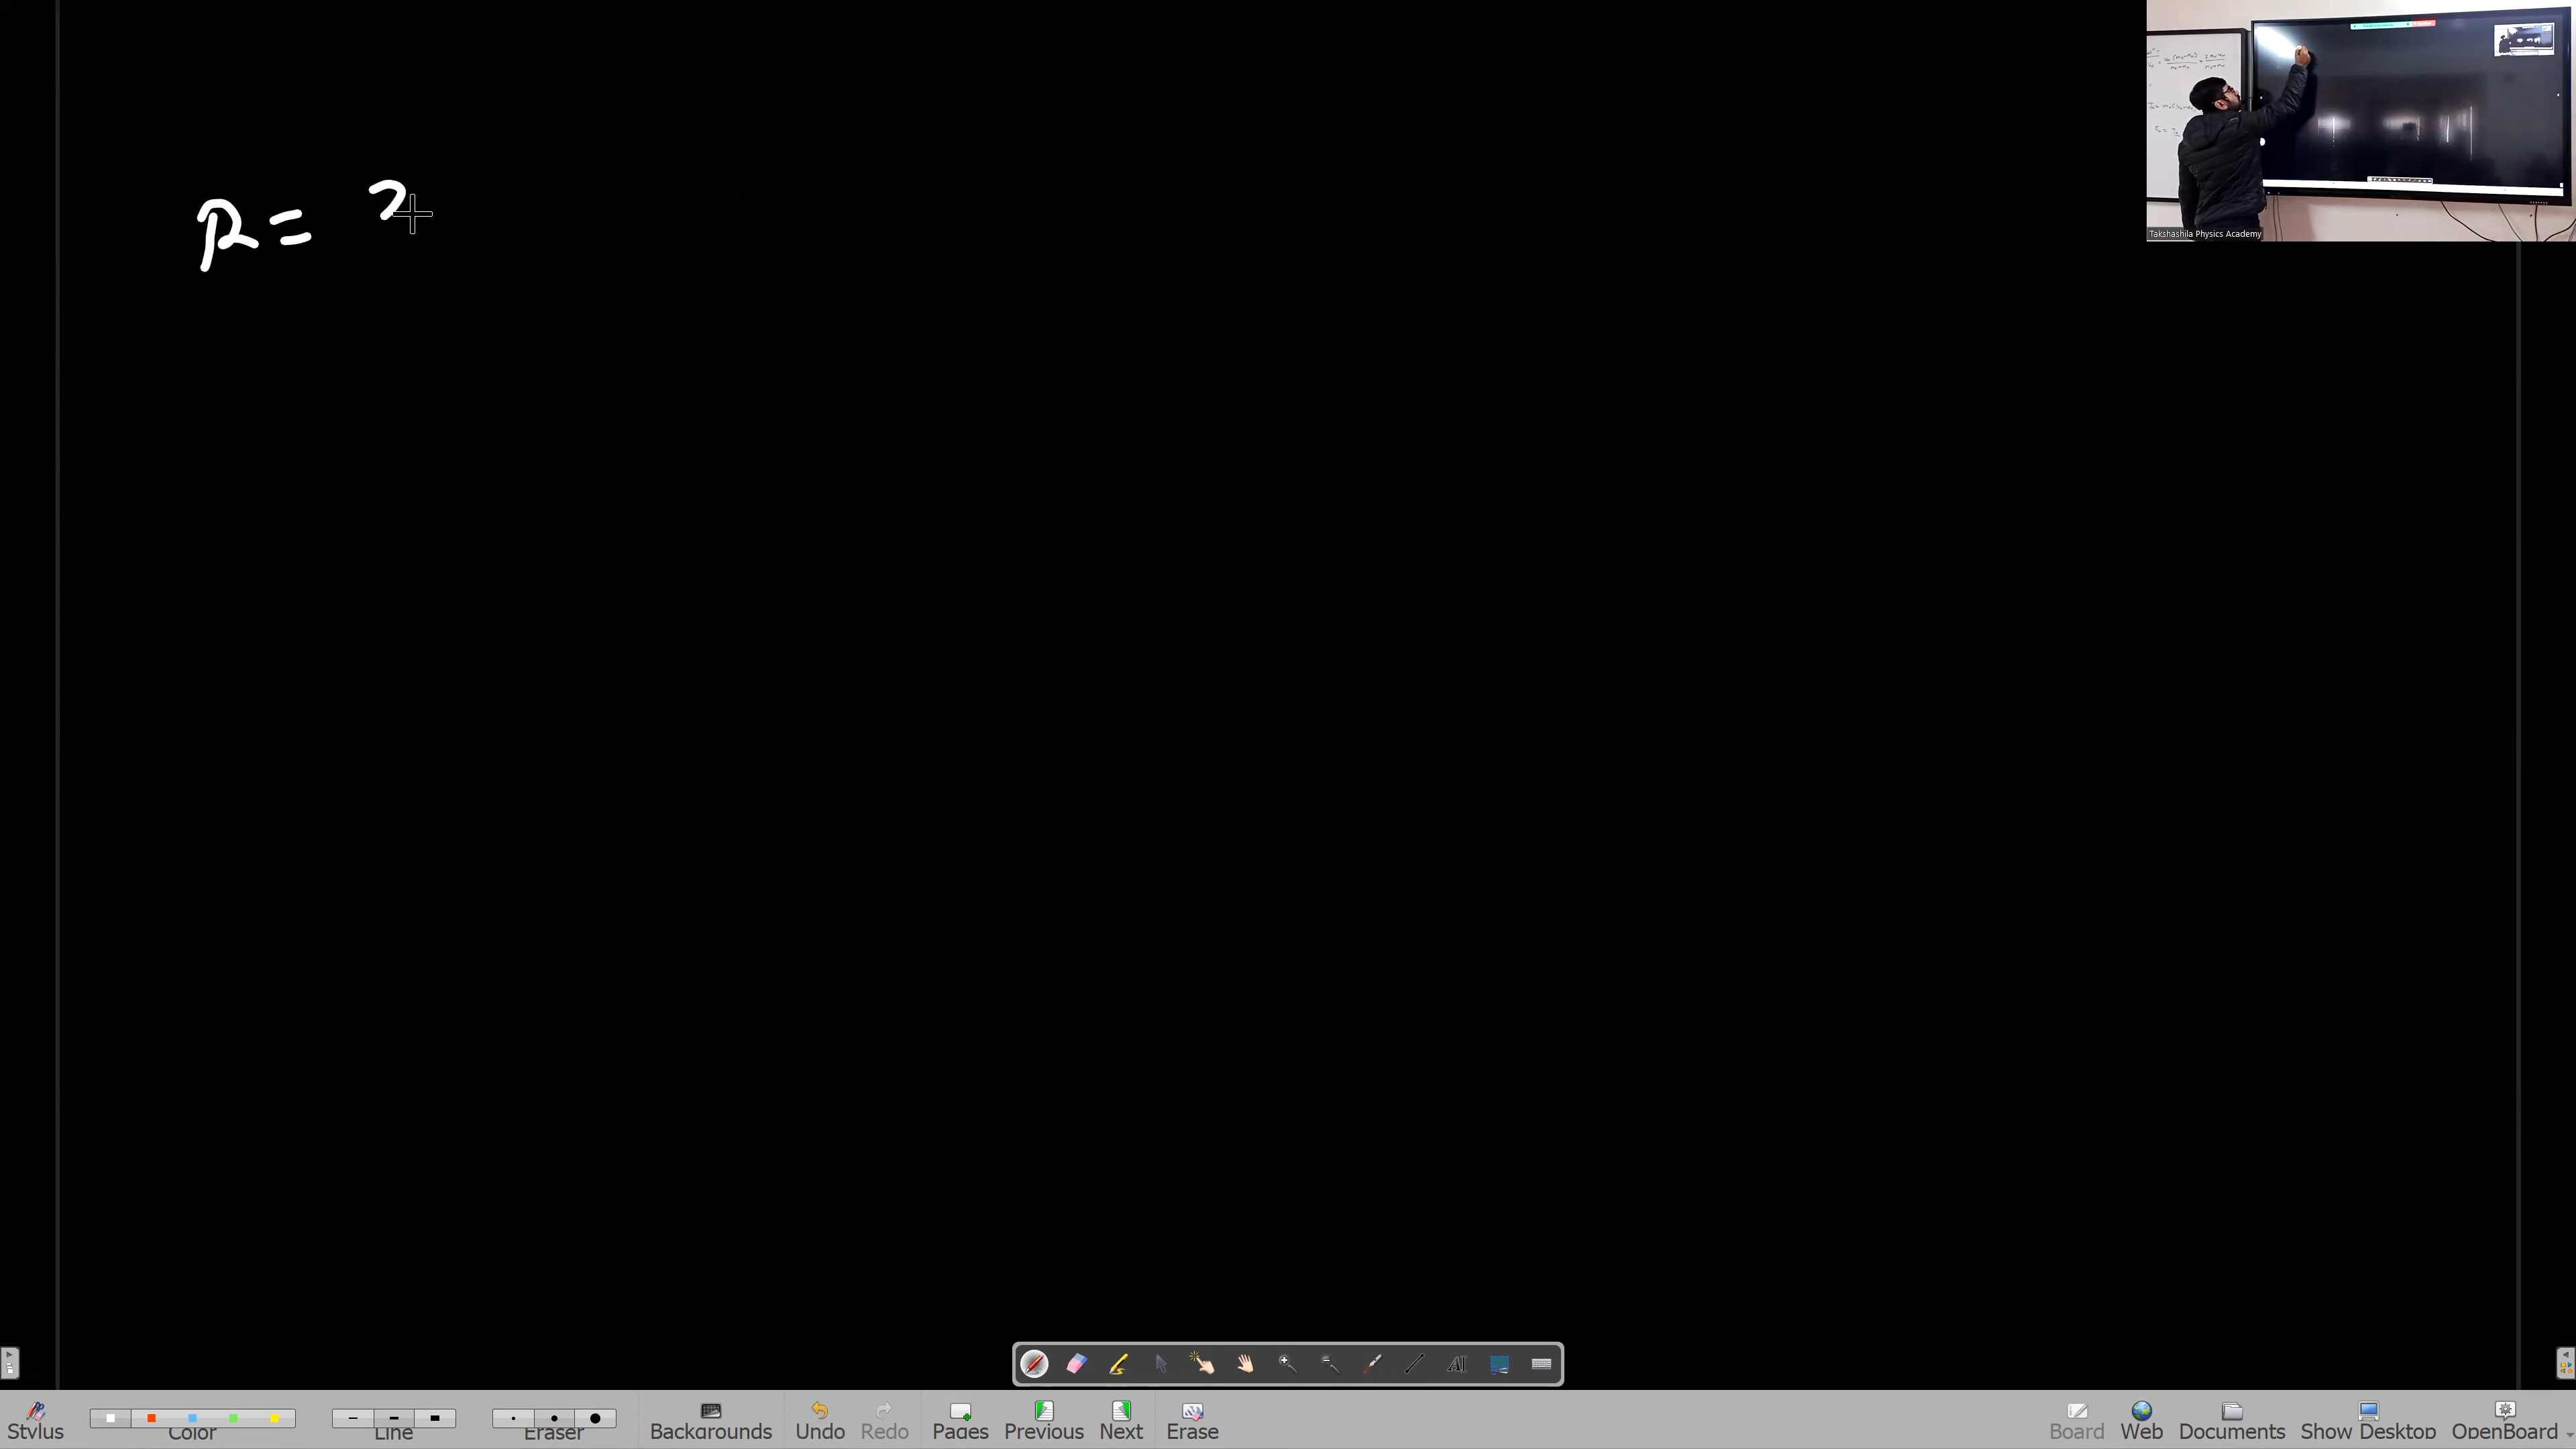 R = 2
Takshashila Physics Academy
Stylus
Color
Line
Eraser
Backgrounds
Undo
Redo
Pages
Previous
Next
Erase
Board
Web
Documents
Show Desktop
OpenBoard